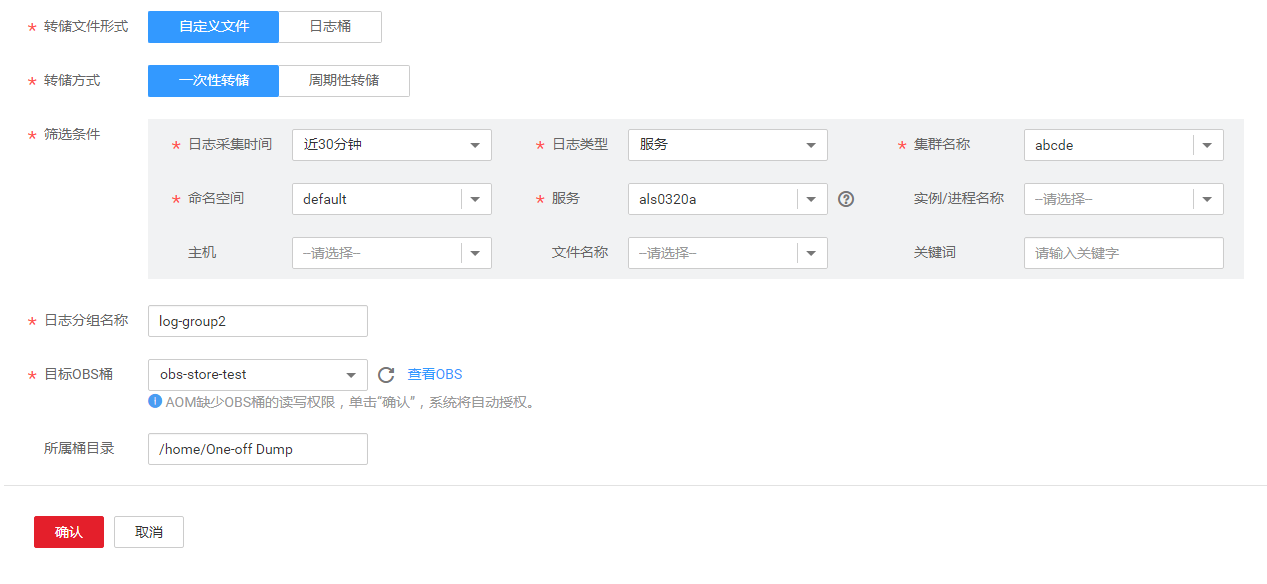 * 转储文件形式 自定义文件 日志桶
* 转储方式 一次性转储 周期性转储
* 筛选条件
* 日志采集时间 近30分钟 * 日志类型 服务 * 集群名称 abcde
* 命名空间 default * 服务 als0320a ? 实例/进程名称 --请选择--
主机 --请选择-- 文件名称 --请选择-- 关键词 请输入关键字
* 日志分组名称 log-group2
* 目标OBS桶 obs-store-test 查看OBS
! AOM缺少OBS桶的读写权限，单击“确认”，系统将自动授权。
所属桶目录 /home/One-off Dump
确认 取消